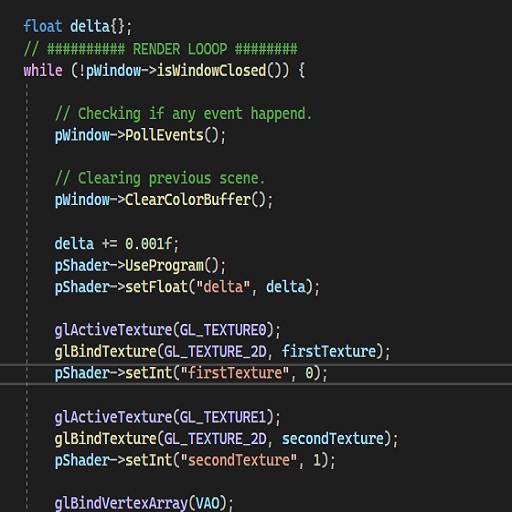 float delta{};
// ########## RENDER LOOOP ########
while (!pWindow->isWindowClosed()) {
// Checking if any event happend.
pWindow->PollEvents();
// Clearing previous scene.
pWindow->ClearColorBuffer();
delta += 0.001f;
pShader->UseProgram();
pShader->setFloat("delta", delta);
glActiveTexture(GL_TEXTURE0);
glBindTexture(GL_TEXTURE_2D, firstTexture);
pShader->setInt("firstTexture", 0);
glActiveTexture(GL_TEXTURE1);
glBindTexture(GL_TEXTURE_2D, secondTexture);
pShader->setInt("secondTexture", 1);
glBindVertexArray(VAO);